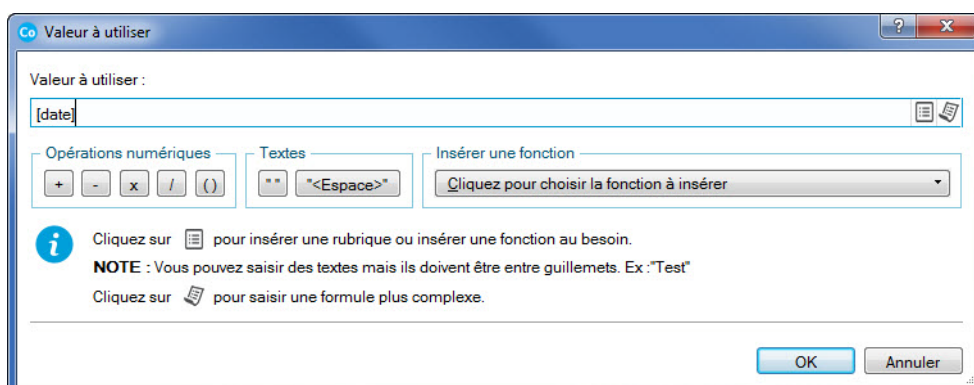 Co Valeur à utiliser ? X
Valeur à utiliser :
[date]
Opérations numériques Textes Insérer une fonction
+ - x / () " " "<Espace>" Cliquez pour choisir la fonction à insérer
i Cliquez sur pour insérer une rubrique ou insérer une fonction au besoin.
NOTE : Vous pouvez saisir des textes mais ils doivent être entre guillemets. Ex :"Test"
Cliquez sur pour saisir une formule plus complexe.
OK Annuler